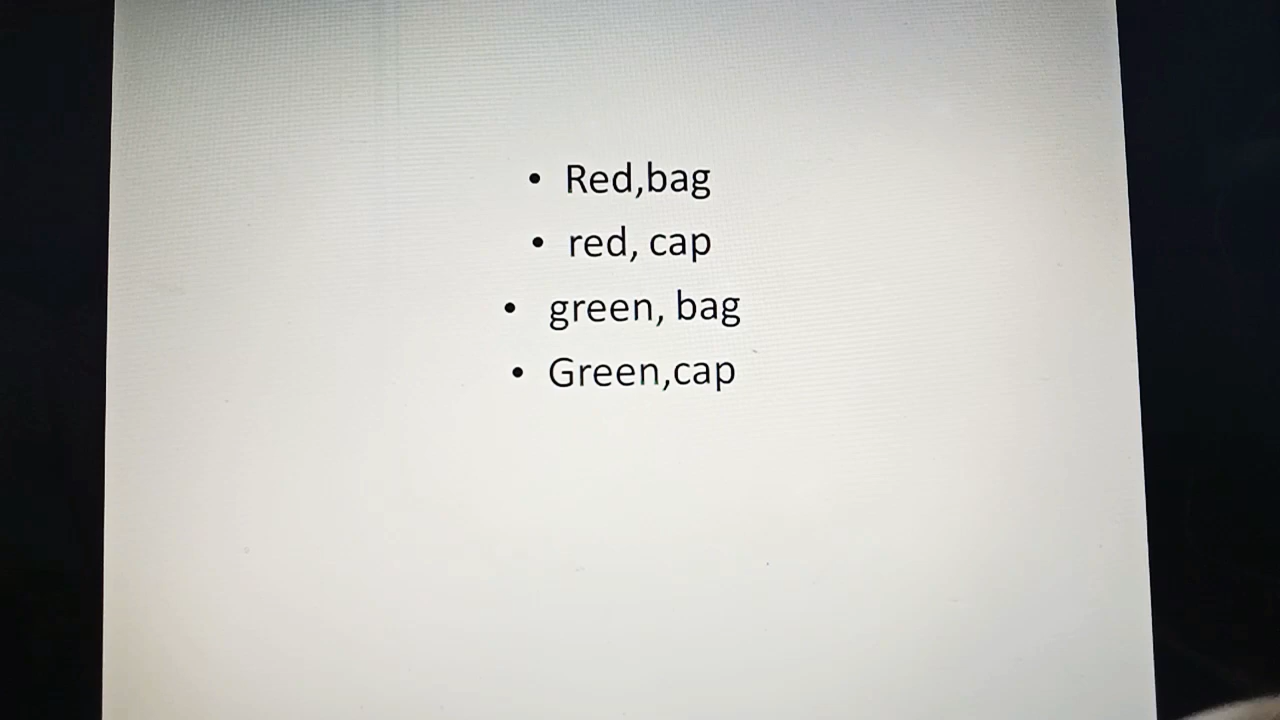 • Red,bag
• red, cap
• green, bag
• Green,cap